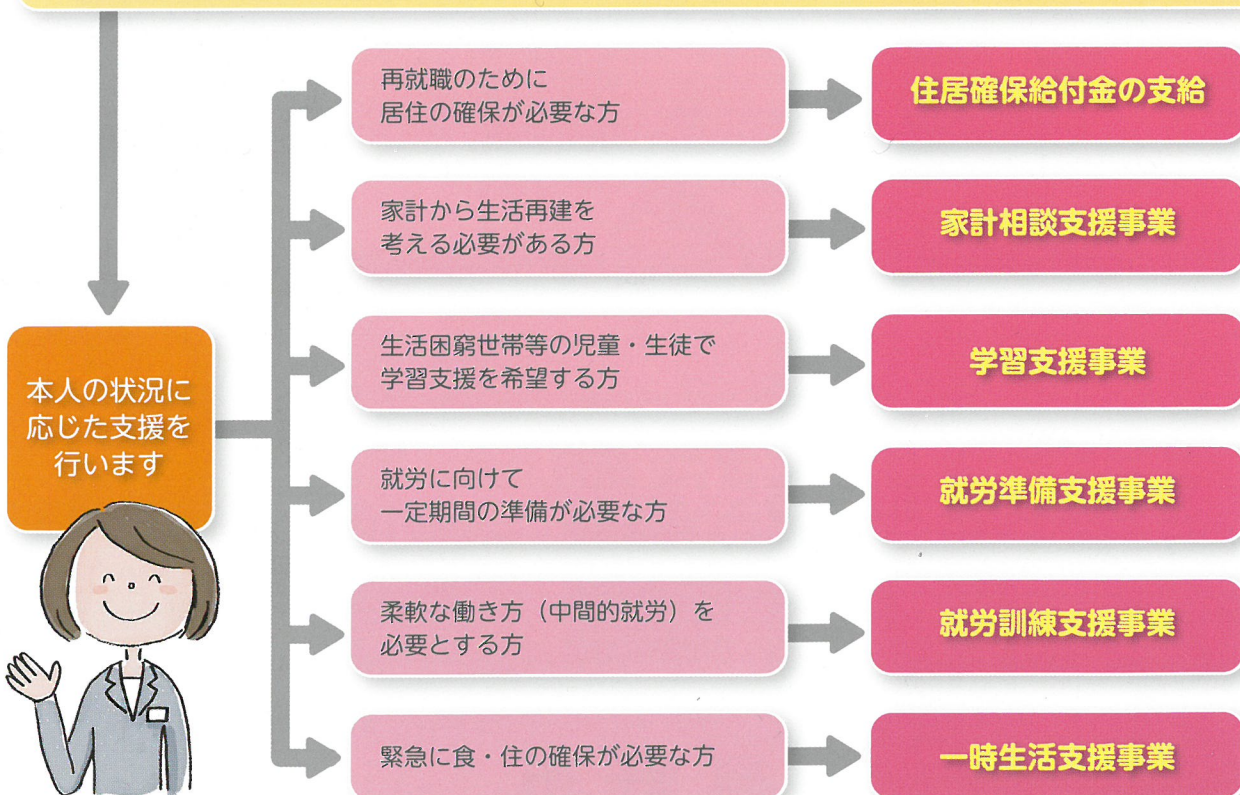 再就職のために
居住の確保が必要な方
住居確保給付金の支給
家計から生活再建を
考える必要がある方
家計相談支援事業
生活困窮世帯等の児童・生徒で
学習支援を希望する方
学習支援事業
本人の状況に
応じた支援を
行います
就労に向けて
一定期間の準備が必要な方
就労準備支援事業
柔軟な働き方（中間的就労）を
必要とする方
就労訓練支援事業
緊急に食・住の確保が必要な方
一時生活支援事業